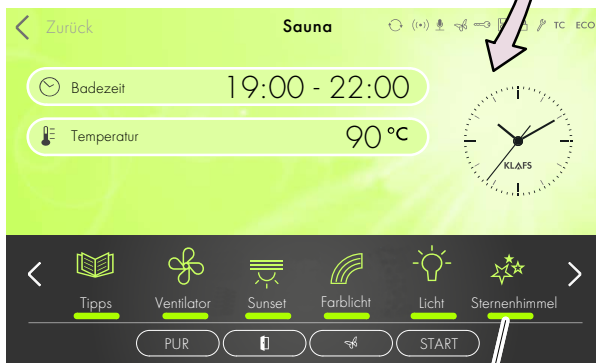 Zurück Sauna TC ECO
Badezeit 19:00 - 22:00
Temperatur 90 °C
KLAFS
Tipps Ventilator Sunset Farblicht Licht Sternenhimmel
PUR START